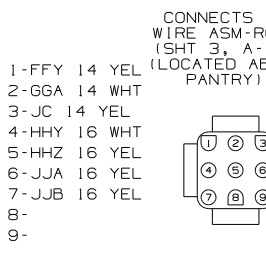 CONNECTS
WIRE ASM-R
(SHT 3, A-
(LOCATED
PANTRY)
1-FFY 14 YEL
2-GGA 14 WHT
3-JC 14 YEL
4-HHY 16 WHT
5-HHZ 16 YEL
6-JJA 16 YEL
7-JJB 16 YEL
8-
9-
1 2 3
4 5 6
7 8 9